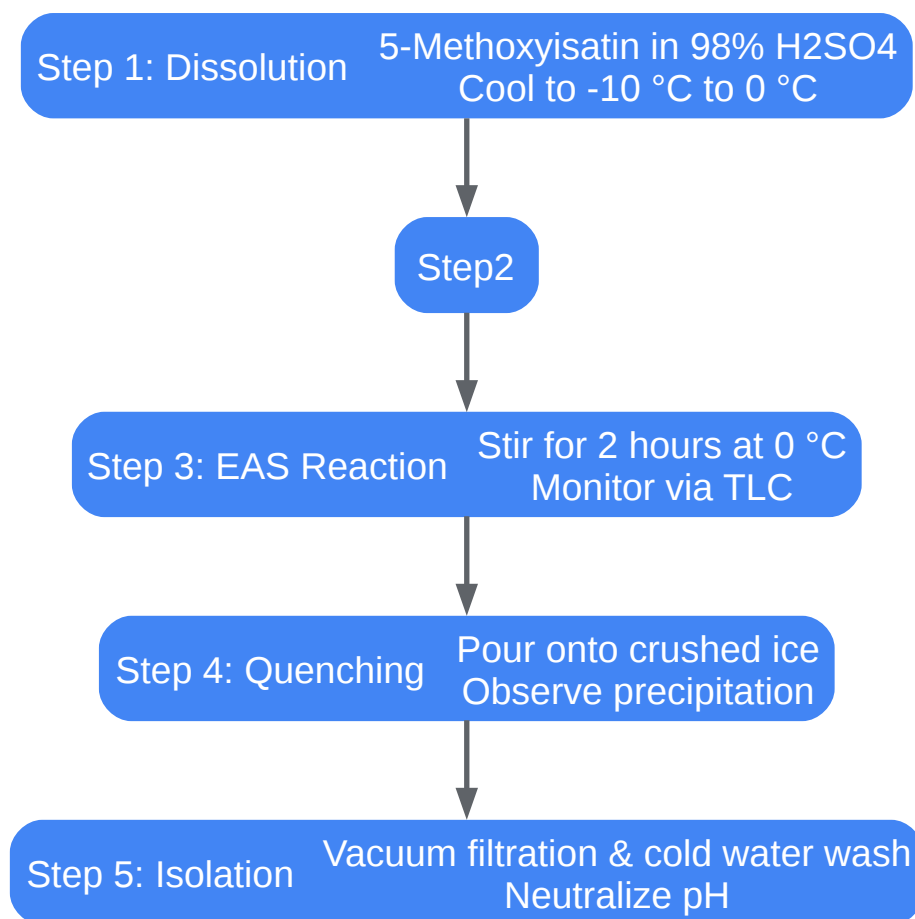 Step 1: Dissolution
5-Methoxyisatin in 98% H2SO4
Cool to -10 °C to 0 °C
Step2
Step 3: EAS Reaction
Stir for 2 hours at 0 °C
Monitor via TLC
Step 4: Quenching
Pour onto crushed ice
Observe precipitation
Step 5: Isolation
Vacuum filtration & cold water wash
Neutralize pH